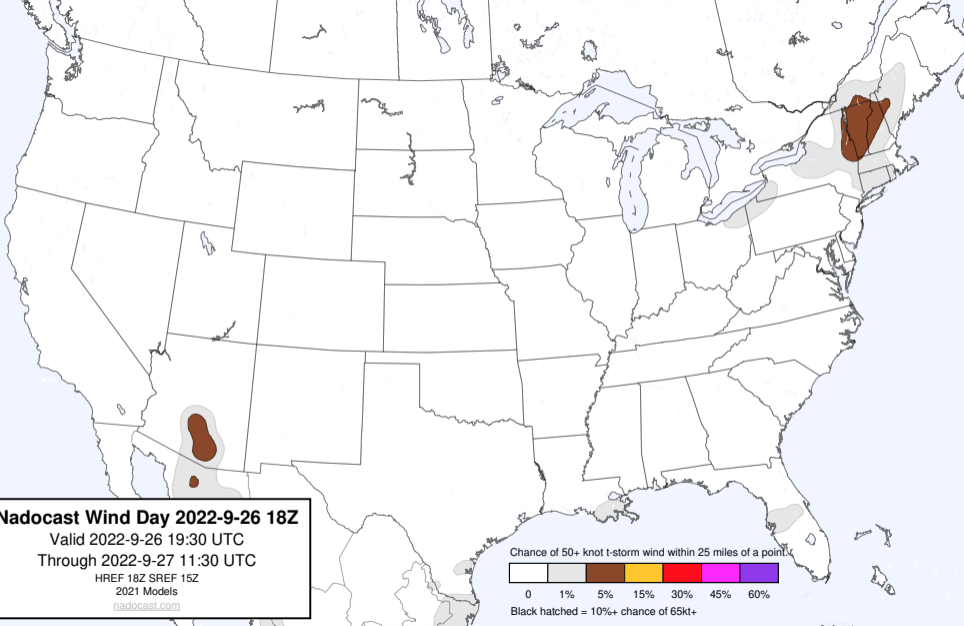 Nadocast Wind Day 2022-9-26 18Z
Valid 2022-9-26 19:30 UTC
Through 2022-9-27 11:30 UTC
HREF 18Z SREF 15Z
2021 Models
nadocast.com
Chance of 50+ knot t-storm wind within 25 miles of a point.
0 1% 5% 15% 30% 45% 60%
Black hatched = 10%+ chance of 65kt+